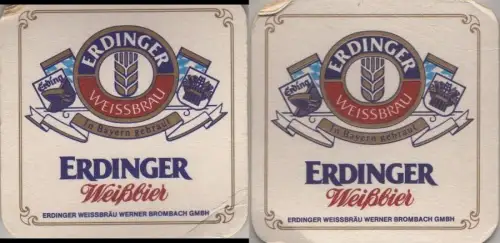 ERDINGER
WEISSBRÄU
Erding
In Bayern gebraut
ERDINGER
Weißbier
ERDINGER WEISSBRÄU WERNER BROMBACH GMBH
ERDINGER
WEISSBRÄU
Erding
In Bayern gebraut
ERDINGER
Weißbier
ERDINGER WEISSBRÄU WERNER BROMBACH GMBH